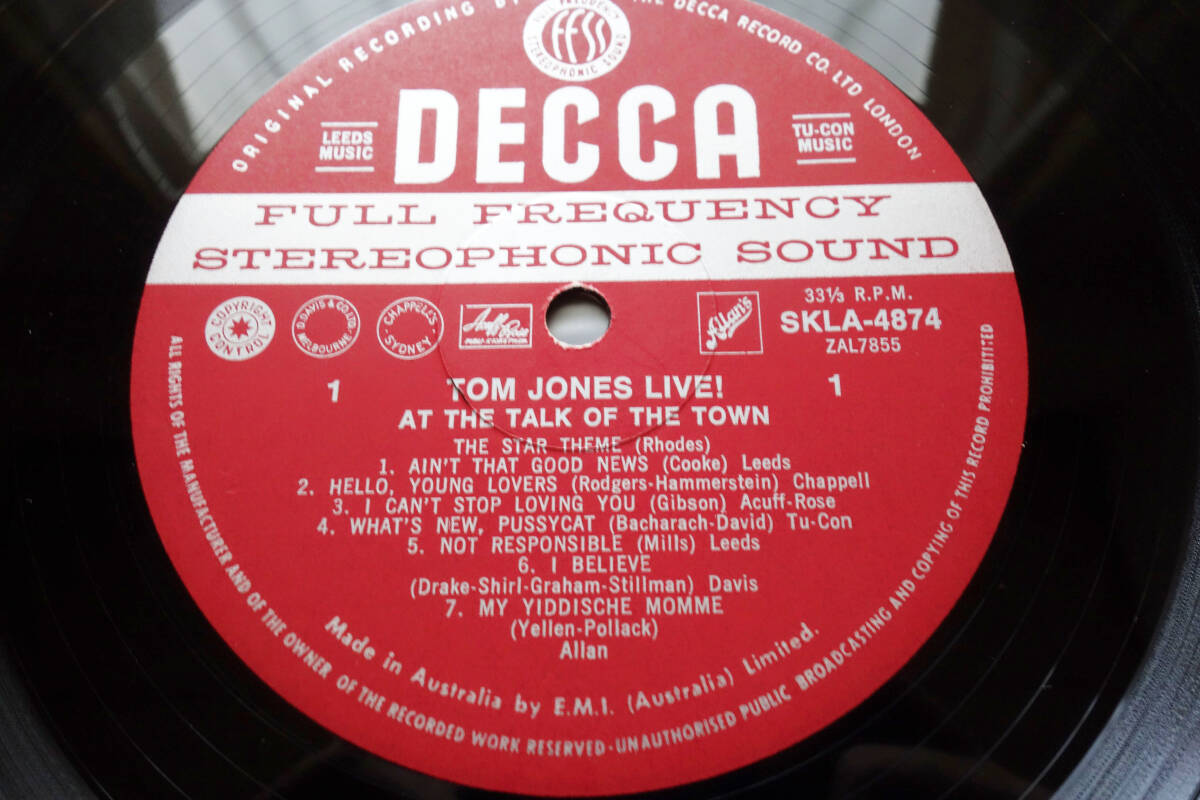 ORIGINAL RECORDING BY THE DECCA RECORD CO. LTD LONDON
FULL FREQUENCY
FFSS
STEREOPHONIC SOUND
LEEDS
MUSIC
DECCA
TU-CON
MUSIC
FULL FREQUENCY
STEREOPHONIC SOUND
COPYRIGHT
CONTROL
D. DAVIS & CO. LTD.
MELBOURNE
CHAPPELL'S
SYDNEY
Acuff-Rose
Allan's
33⅓ R.P.M.
SKLA-4874
ZAL7855
1 TOM JONES LIVE! 1
AT THE TALK OF THE TOWN
THE STAR THEME (Rhodes)
1. AIN'T THAT GOOD NEWS (Cooke) Leeds
2. HELLO, YOUNG LOVERS (Rodgers-Hammerstein) Chappell
3. I CAN'T STOP LOVING YOU (Gibson) Acuff-Rose
4. WHAT'S NEW, PUSSYCAT (Bacharach-David) Tu-Con
5. NOT RESPONSIBLE (Mills) Leeds
6. I BELIEVE
(Drake-Shirl-Graham-Stillman) Davis
7. MY YIDDISCHE MOMME
(Yellen-Pollack)
Allan
Made in Australia by E.M.I. (Australia) Limited.
ALL RIGHTS OF THE MANUFACTURER AND OF THE OWNER OF THE RECORDED WORK RESERVED-UNAUTHORISED PUBLIC BROADCASTING AND COPYING OF THIS RECORD PROHIBITED